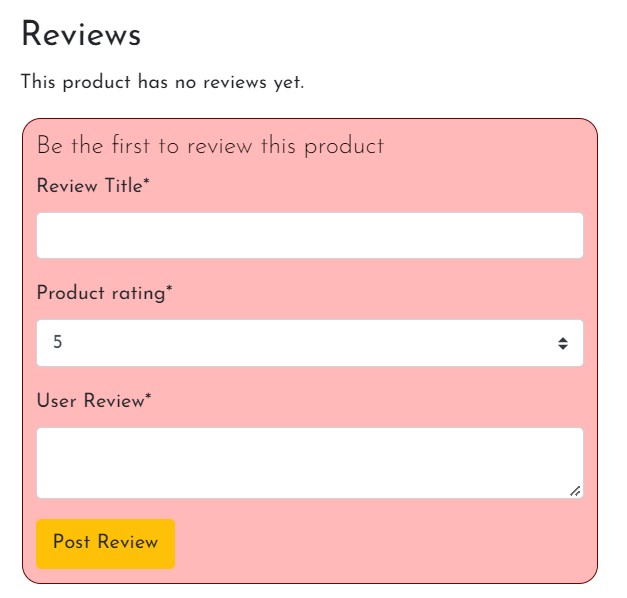 Reviews
This product has no reviews yet.
Be the first to review this product
Review Title*
Product rating*
5
User Review*
Post Review